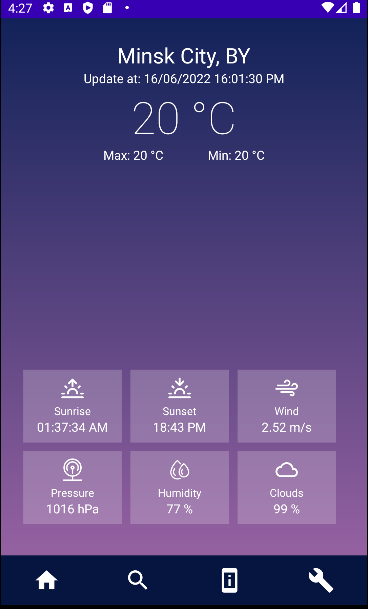 4:27
Minsk City, BY
Update at: 16/06/2022 16:01:30 PM
20 °C
Max: 20 °C Min: 20 °C
Sunrise Sunset Wind
01:37:34 AM 18:43 PM 2.52 m/s
Pressure Humidity Clouds
1016 hPa 77 % 99 %